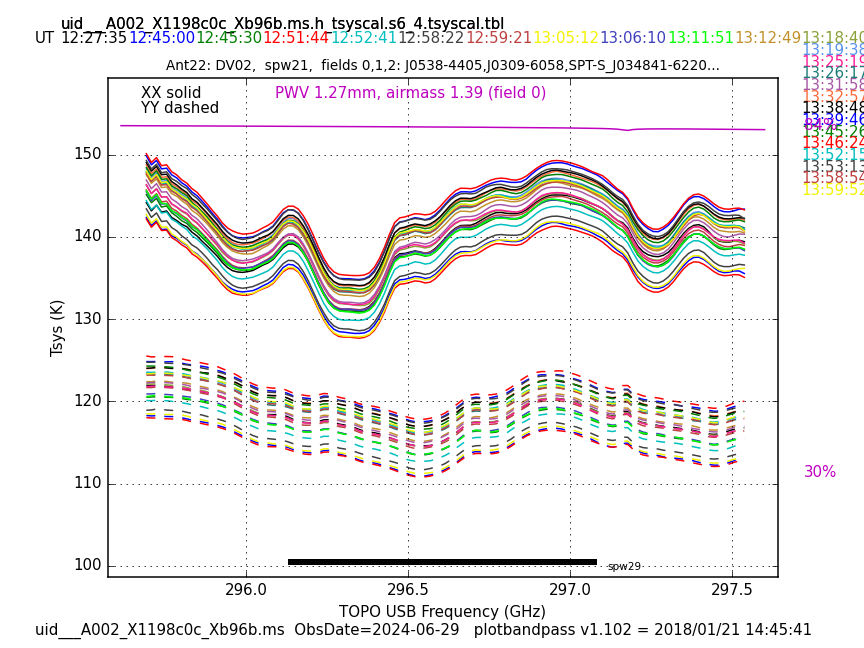 uid___A002_X1198c0c_Xb96b.ms.h_tsyscal.s6_4.tsyscal.tbl
UT 12:27:35 12:45:00 12:45:30 12:51:44 12:52:41 12:58:22 12:59:21 13:05:12 13:06:10 13:11:51 13:12:49 13:18:40
13:19:38
Ant22: DV02, spw21, fields 0,1,2: J0538-4405,J0309-6058,SPT-S_J034841-6220...
13:25:19
13:26:17
13:31:58
XX solid PWV 1.27mm, airmass 1.39 (field 0)
13:32:57
YY dashed
13:38:48
13:39:46
84%
13:45:26
13:46:24
13:52:15
13:53:13
13:58:54
13:59:52
150
140
130
120
110
100
Tsys (K)
30%
spw29
296.0 296.5 297.0 297.5
TOPO USB Frequency (GHz)
uid___A002_X1198c0c_Xb96b.ms ObsDate=2024-06-29 plotbandpass v1.102 = 2018/01/21 14:45:41